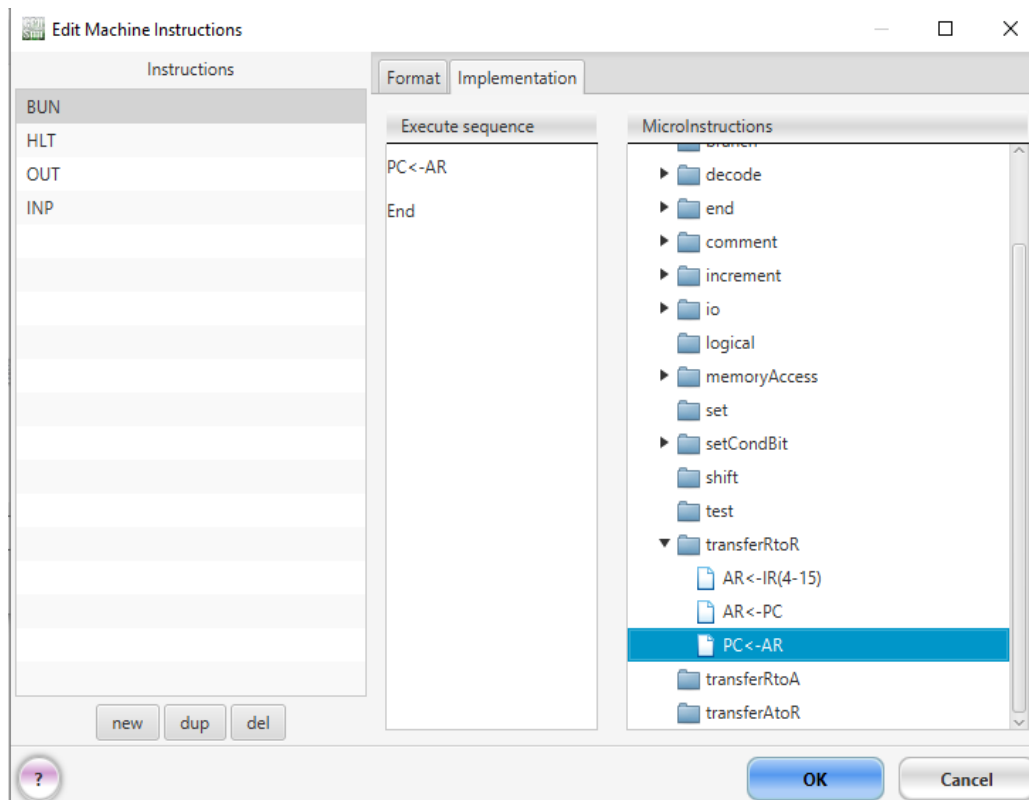 Edit Machine Instructions
Instructions
BUN
HLT
OUT
INP
new
dup
del
Format
Implementation
Execute sequence
PC<-AR
End
MicroInstructions
branch
decode
end
comment
increment
io
logical
memoryAccess
set
setCondBit
shift
test
transferRtoR
AR<-IR(4-15)
AR<-PC
PC<-AR
transferRtoA
transferAtoR
?
OK
Cancel